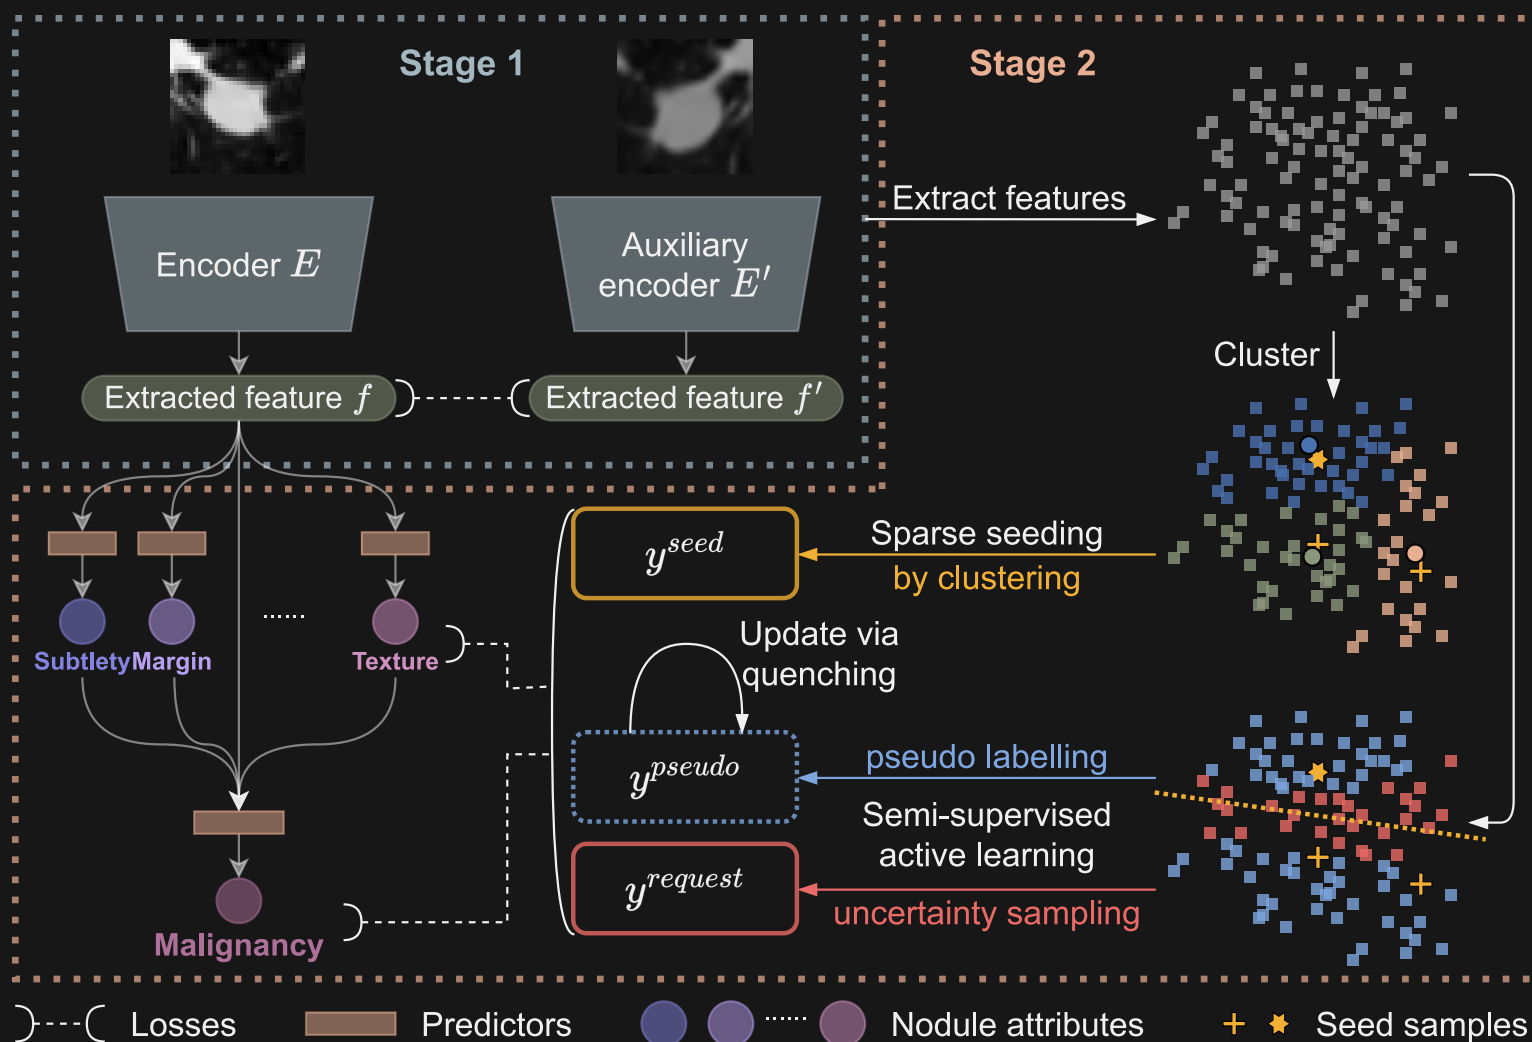 Stage 1
Stage 2
Encoder E
Auxiliary
encoder E′
Extract features
Extracted feature f
Extracted feature f′
Cluster
Subtlety
Margin
......
Texture
Malignancy
y^seed
Sparse seeding
by clustering
Update via
quenching
y^pseudo
pseudo labelling
Semi-supervised
active learning
y^request
uncertainty sampling
Losses
Predictors
......
Nodule attributes
Seed samples